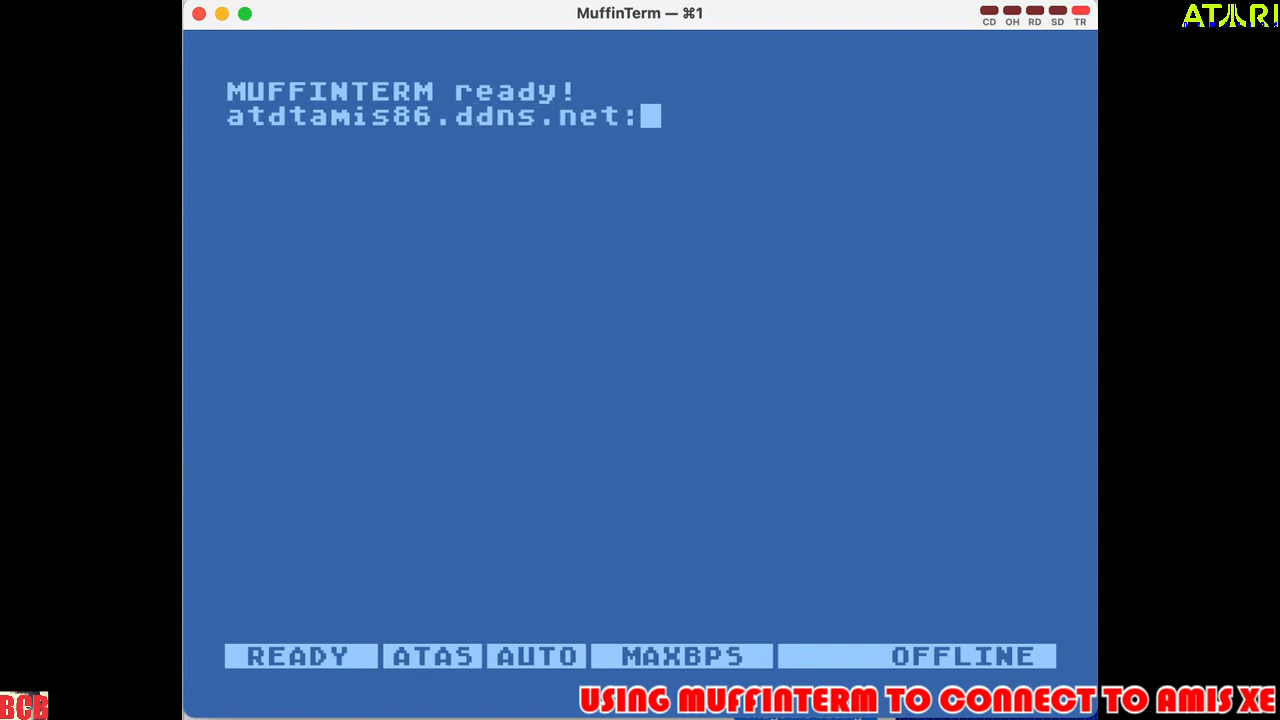 MuffinTerm — ⌘1
CD OH RD SD TR
ATARI
MUFFINTERM ready!
atdtamis86.ddns.net:
READY ATAS AUTO MAXBPS OFFLINE
USING MUFFINTERM TO CONNECT TO AMIS XE
BCB